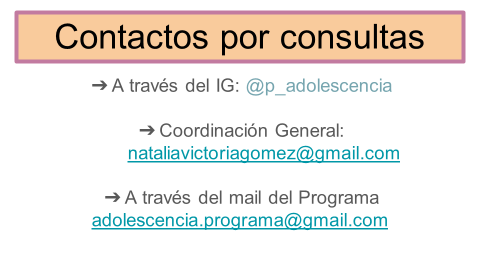 Contactos por consultas
➔ A través del IG: @p_adolescencia
➔ Coordinación General:
nataliavictoriagomez@gmail.com
➔ A través del mail del Programa
adolescencia.programa@gmail.com